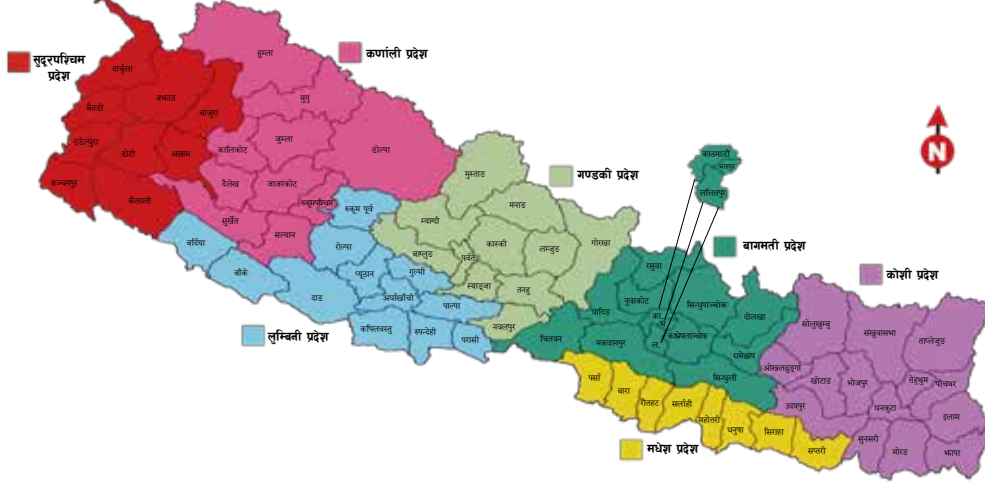 सुदूरपश्चिम
प्रदेश
दार्चुला
बैतडी
बझाङ
बाजुरा
डडेल्धुरा
डोटी
अछाम
कञ्चनपुर
कैलाली
कर्णाली प्रदेश
हुम्ला
मुगु
कालिकोट
जुम्ला
डोल्पा
दैलेख
जाजरकोट
रूकुमपश्चिम
सुर्खेत
सल्यान
गण्डकी प्रदेश
मुस्ताङ
मनाङ
म्याग्दी
कास्की
लम्जुङ
गोरखा
बाग्लुङ
पर्वत
स्याङ्जा
तनहु
नवलपुर
लुम्बिनी प्रदेश
रूकुम पूर्व
रोल्पा
बर्दिया
बाँके
दाङ
प्यूठान
गुल्मी
अर्घाखाँची
पाल्पा
कपिलवस्तु
रुपन्देही
परासी
N
काठमाडौं
भक्तपुर
ललितपुर
बागमती प्रदेश
रसुवा
नुवाकोट
धादिङ
सिन्धुपाञ्चोक
दोलखा
का.
भ.
ल.
चितवन
मकवानपुर
रामेछाप
सिन्धुली
कोशी प्रदेश
सोलुखुम्बु
संखुवासभा
ताप्लेजुङ
ओखलढुङ्गा
खोटाङ
भोजपुर
तेह्रथुम
पाँचथर
धनकुटा
उदयपुर
इलाम
सुनसरी
मोरङ
झापा
मधेश प्रदेश
पर्सा
बारा
रौतहट
सर्लाही
महोत्तरी
धनुषा
सिराहा
सप्तरी